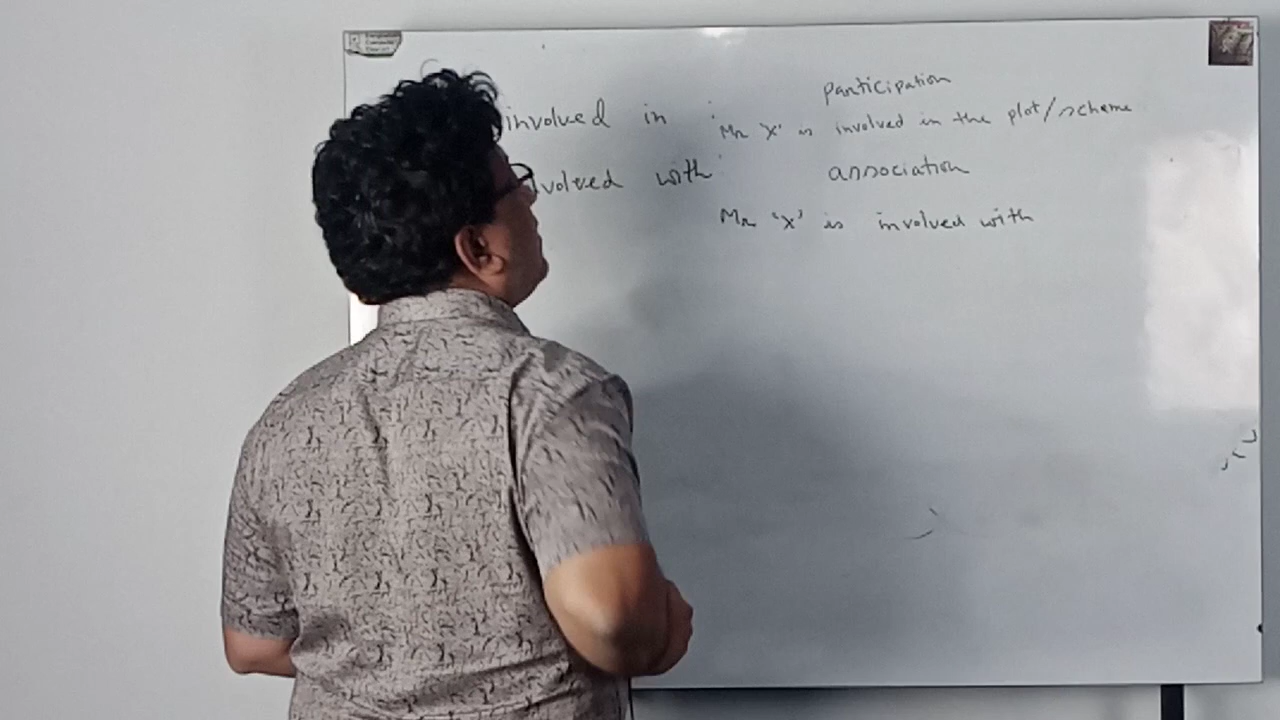 participation
involved in
Mr 'X' is involved in the plot/scheme
volved with
association
Mr 'X' is involved with